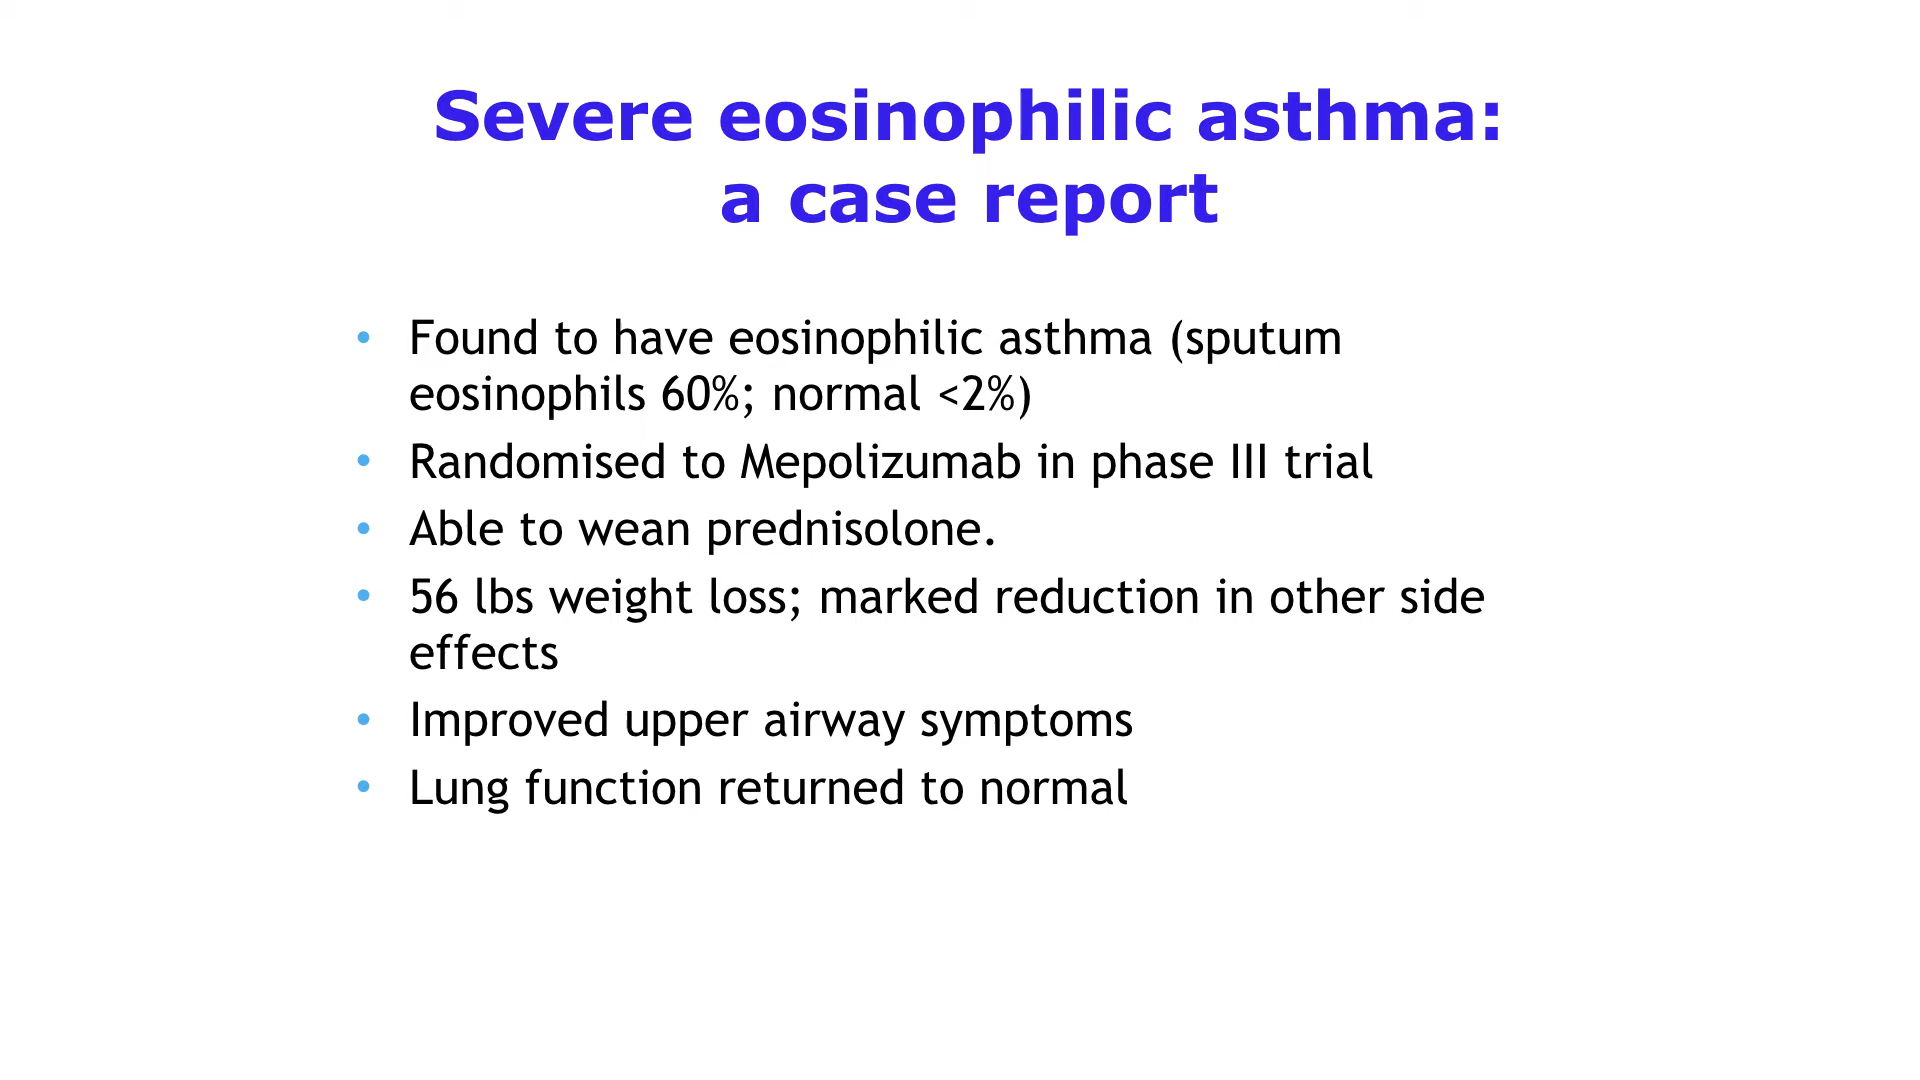 Severe eosinophilic asthma:
a case report
• Found to have eosinophilic asthma (sputum
eosinophils 60%; normal <2%)
• Randomised to Mepolizumab in phase III trial
• Able to wean prednisolone.
• 56 lbs weight loss; marked reduction in other side
effects
• Improved upper airway symptoms
• Lung function returned to normal